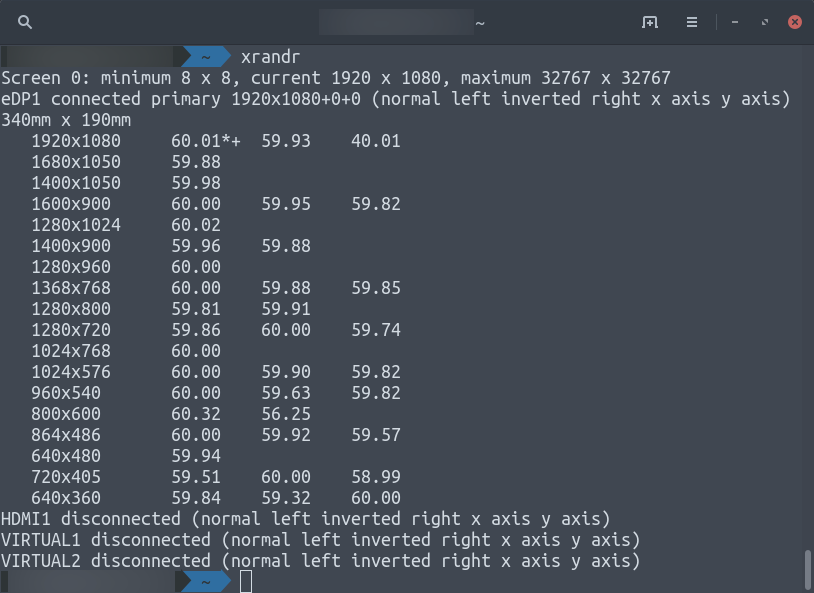 ~
~ xrandr
Screen 0: minimum 8 x 8, current 1920 x 1080, maximum 32767 x 32767
eDP1 connected primary 1920x1080+0+0 (normal left inverted right x axis y axis)
340mm x 190mm
   1920x1080     60.01*+  59.93    40.01
   1680x1050     59.88
   1400x1050     59.98
   1600x900      60.00    59.95    59.82
   1280x1024     60.02
   1400x900      59.96    59.88
   1280x960      60.00
   1368x768      60.00    59.88    59.85
   1280x800      59.81    59.91
   1280x720      59.86    60.00    59.74
   1024x768      60.00
   1024x576      60.00    59.90    59.82
   960x540       60.00    59.63    59.82
   800x600       60.32    56.25
   864x486       60.00    59.92    59.57
   640x480       59.94
   720x405       59.51    60.00    58.99
   640x360       59.84    59.32    60.00
HDMI1 disconnected (normal left inverted right x axis y axis)
VIRTUAL1 disconnected (normal left inverted right x axis y axis)
VIRTUAL2 disconnected (normal left inverted right x axis y axis)
~